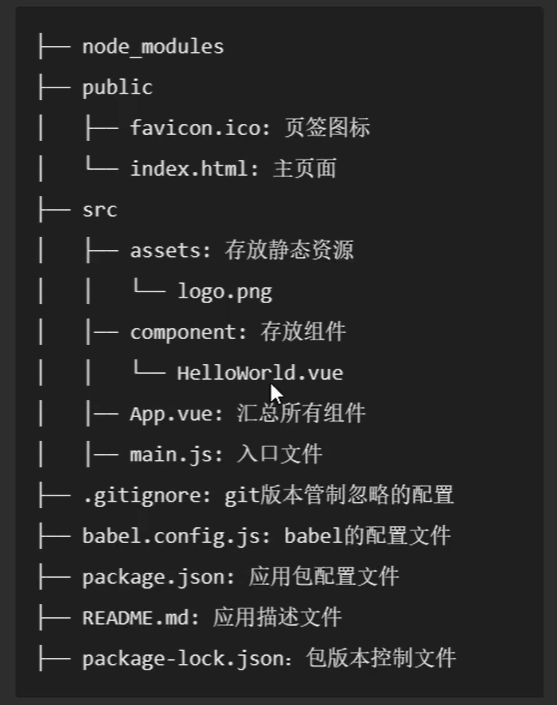 ├── node_modules
├── public
│   ├── favicon.ico: 页签图标
│   └── index.html: 主页面
├── src
│   ├── assets: 存放静态资源
│   │   └── logo.png
│   │── component: 存放组件
│   │   └── HelloWorld.vue
│   │── App.vue: 汇总所有组件
│   │── main.js: 入口文件
├── .gitignore: git版本管制忽略的配置
├── babel.config.js: babel的配置文件
├── package.json: 应用包配置文件
├── README.md: 应用描述文件
├── package-lock.json：包版本控制文件